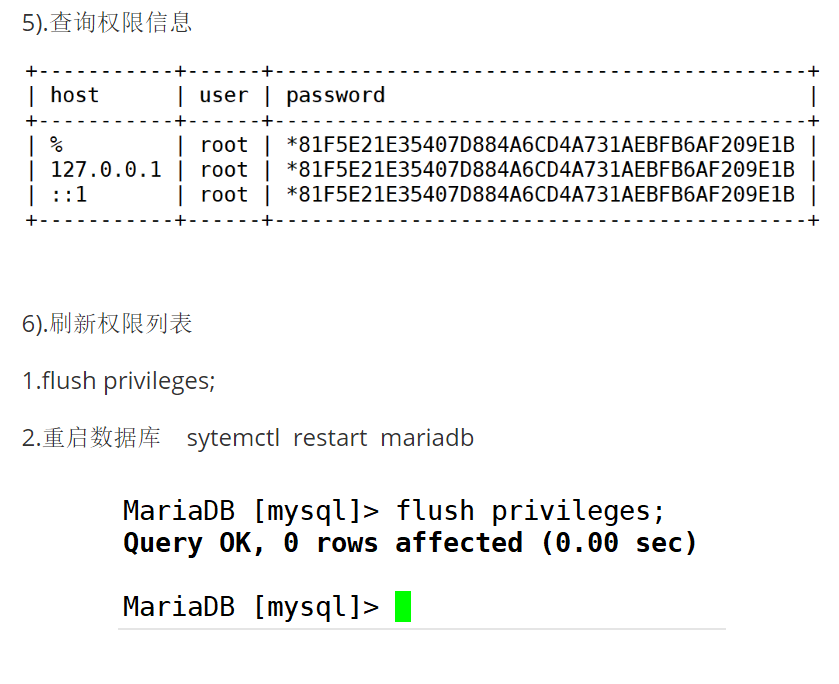 5).查询权限信息
+-----------+------+-------------------------------------------+
| host      | user | password                                  |
+-----------+------+-------------------------------------------+
| %         | root | *81F5E21E35407D884A6CD4A731AEBFB6AF209E1B |
| 127.0.0.1 | root | *81F5E21E35407D884A6CD4A731AEBFB6AF209E1B |
| ::1       | root | *81F5E21E35407D884A6CD4A731AEBFB6AF209E1B |
+-----------+------+-------------------------------------------+
6).刷新权限列表
1.flush privileges;
2.重启数据库 sytemctl restart mariadb
MariaDB [mysql]> flush privileges;
Query OK, 0 rows affected (0.00 sec)
MariaDB [mysql]>